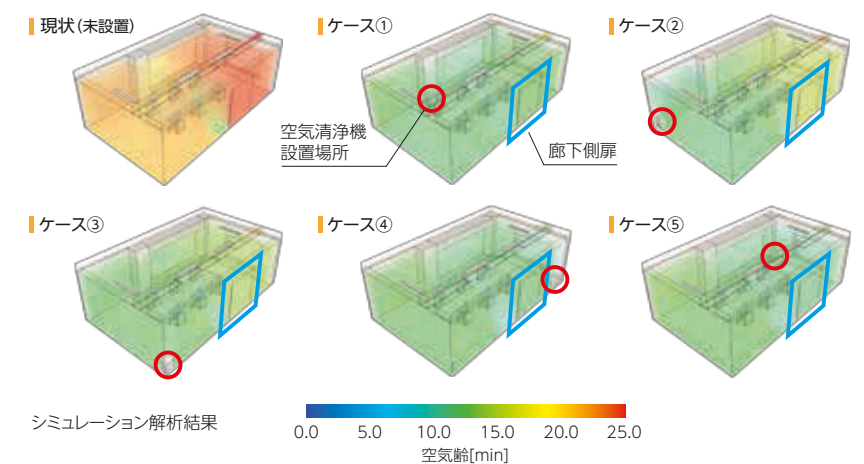 現状(未設置)
ケース①
ケース②
空気清浄機
設置場所
廊下側扉
ケース③
ケース④
ケース⑤
シミュレーション解析結果
0.0 5.0 10.0 15.0 20.0 25.0
空気齢[min]